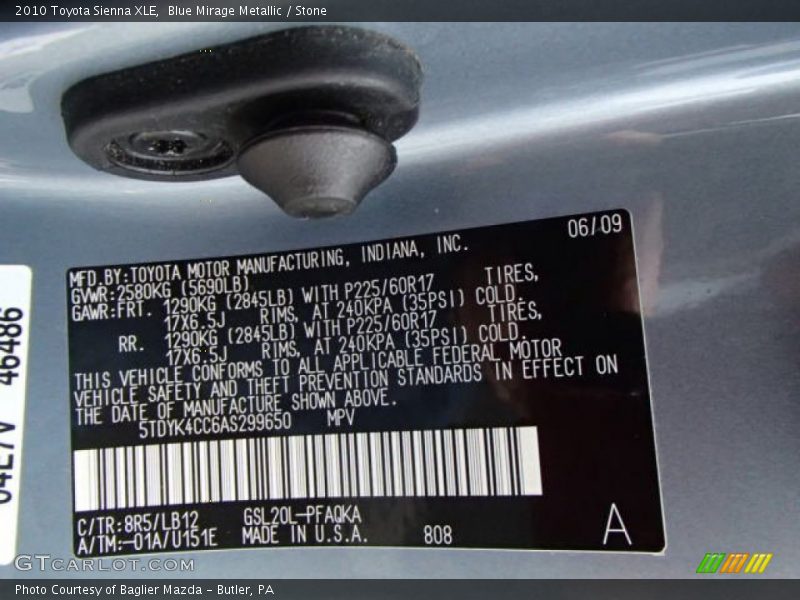 2010 Toyota Sienna XLE,  Blue Mirage Metallic / Stone
06/09
MFD.BY:TOYOTA MOTOR MANUFACTURING, INDIANA, INC.
GVWR:2580KG (5690LB)
GAWR:FRT. 1290KG (2845LB) WITH P225/60R17 TIRES,
17X6.5J RIMS, AT 240KPA (35PSI) COLD.
RR. 1290KG (2845LB) WITH P225/60R17 TIRES,
17X6.5J RIMS, AT 240KPA (35PSI) COLD.
THIS VEHICLE CONFORMS TO ALL APPLICABLE FEDERAL MOTOR
VEHICLE SAFETY AND THEFT PREVENTION STANDARDS IN EFFECT ON
THE DATE OF MANUFACTURE SHOWN ABOVE.
5TDYK4CC6AS299650 MPV
C/TR:8R5/LB12 GSL20L-PFAQKA
A/TM:-01A/U151E MADE IN U.S.A. 808
A
04E7V 46486
GTCARLOT.COM
Photo Courtesy of Baglier Mazda - Butler, PA